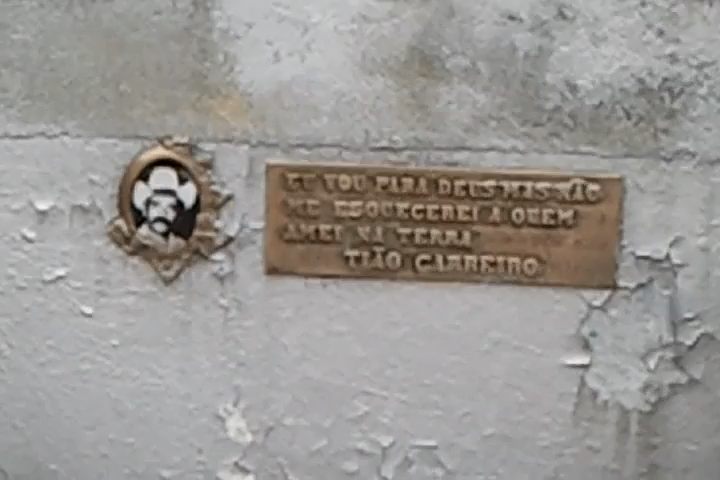 EU VOU PARA DEUS MAS NÃO
ME ESQUECEREI A QUEM
AMEI NA TERRA
TIÃO CARREIRO